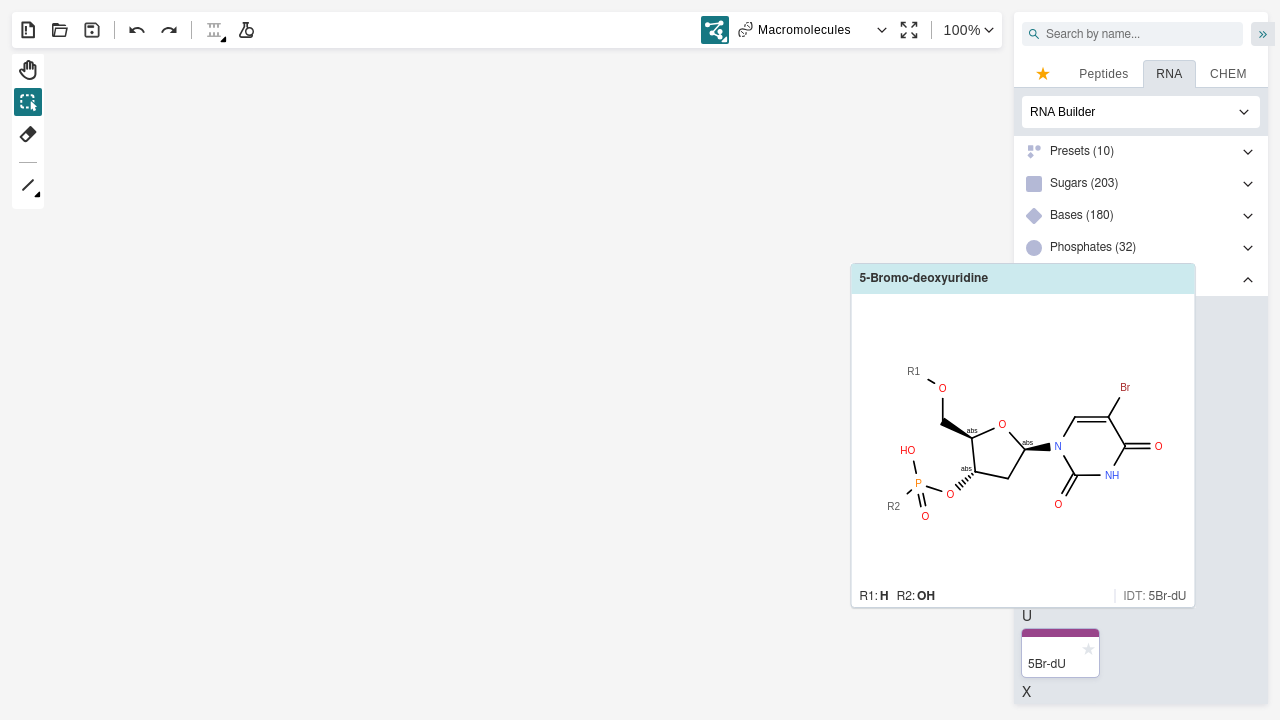 Macromolecules
100%
Search by name...
Peptides
RNA
CHEM
RNA Builder
Presets (10)
Sugars (203)
Bases (180)
Phosphates (32)
5-Bromo-deoxyuridine
R1
O
Br
abs
O
abs
HO
N
O
abs
P
O
NH
R2
O
O
R1: H R2: OH
IDT: 5Br-dU
U
5Br-dU
X